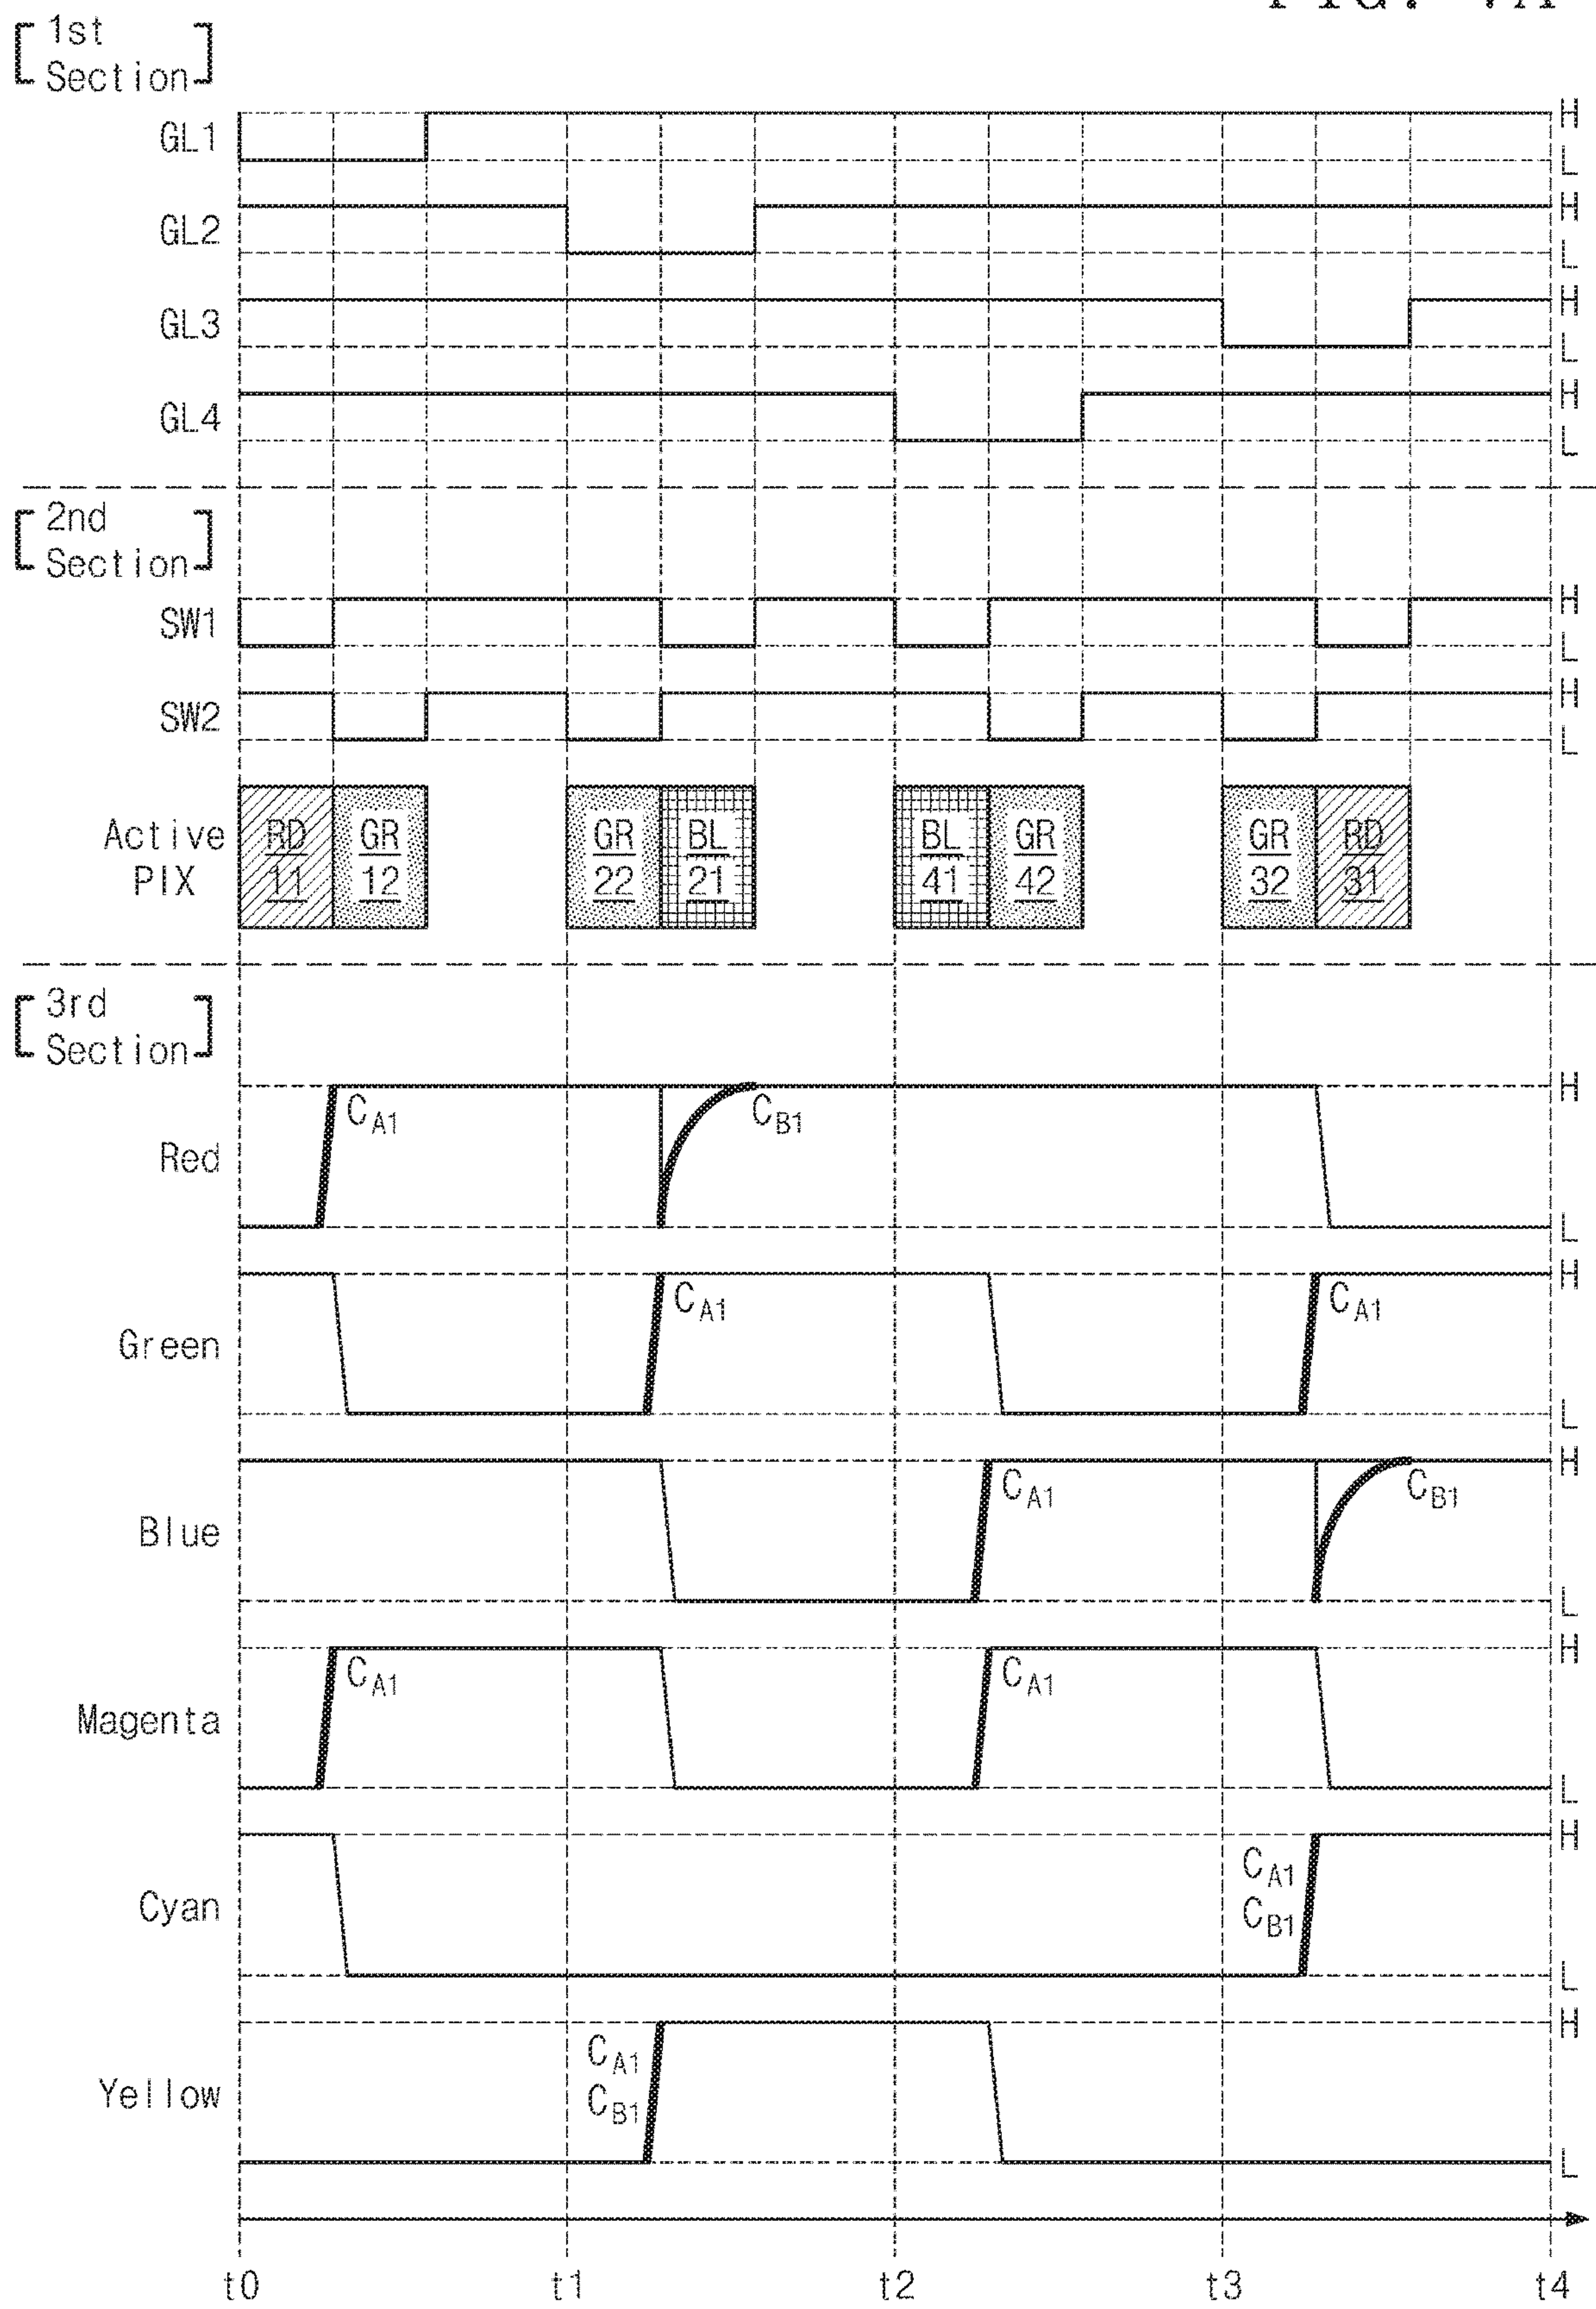 [ 1st
Section ]
GL1 H
L
GL2 H
L
GL3 H
L
GL4 H
L
[ 2nd
Section ]
SW1 H
L
SW2 H
L
Active
PIX
RD
11
GR
12
GR
22
BL
21
BL
41
GR
42
GR
32
RD
31
[ 3rd
Section ]
Red CA1 CB1 H
L
Green CA1 CA1 H
L
Blue CA1 CB1 H
L
Magenta CA1 CA1 H
L
Cyan CA1
CB1 H
L
Yellow CA1
CB1 H
L
t0 t1 t2 t3 t4